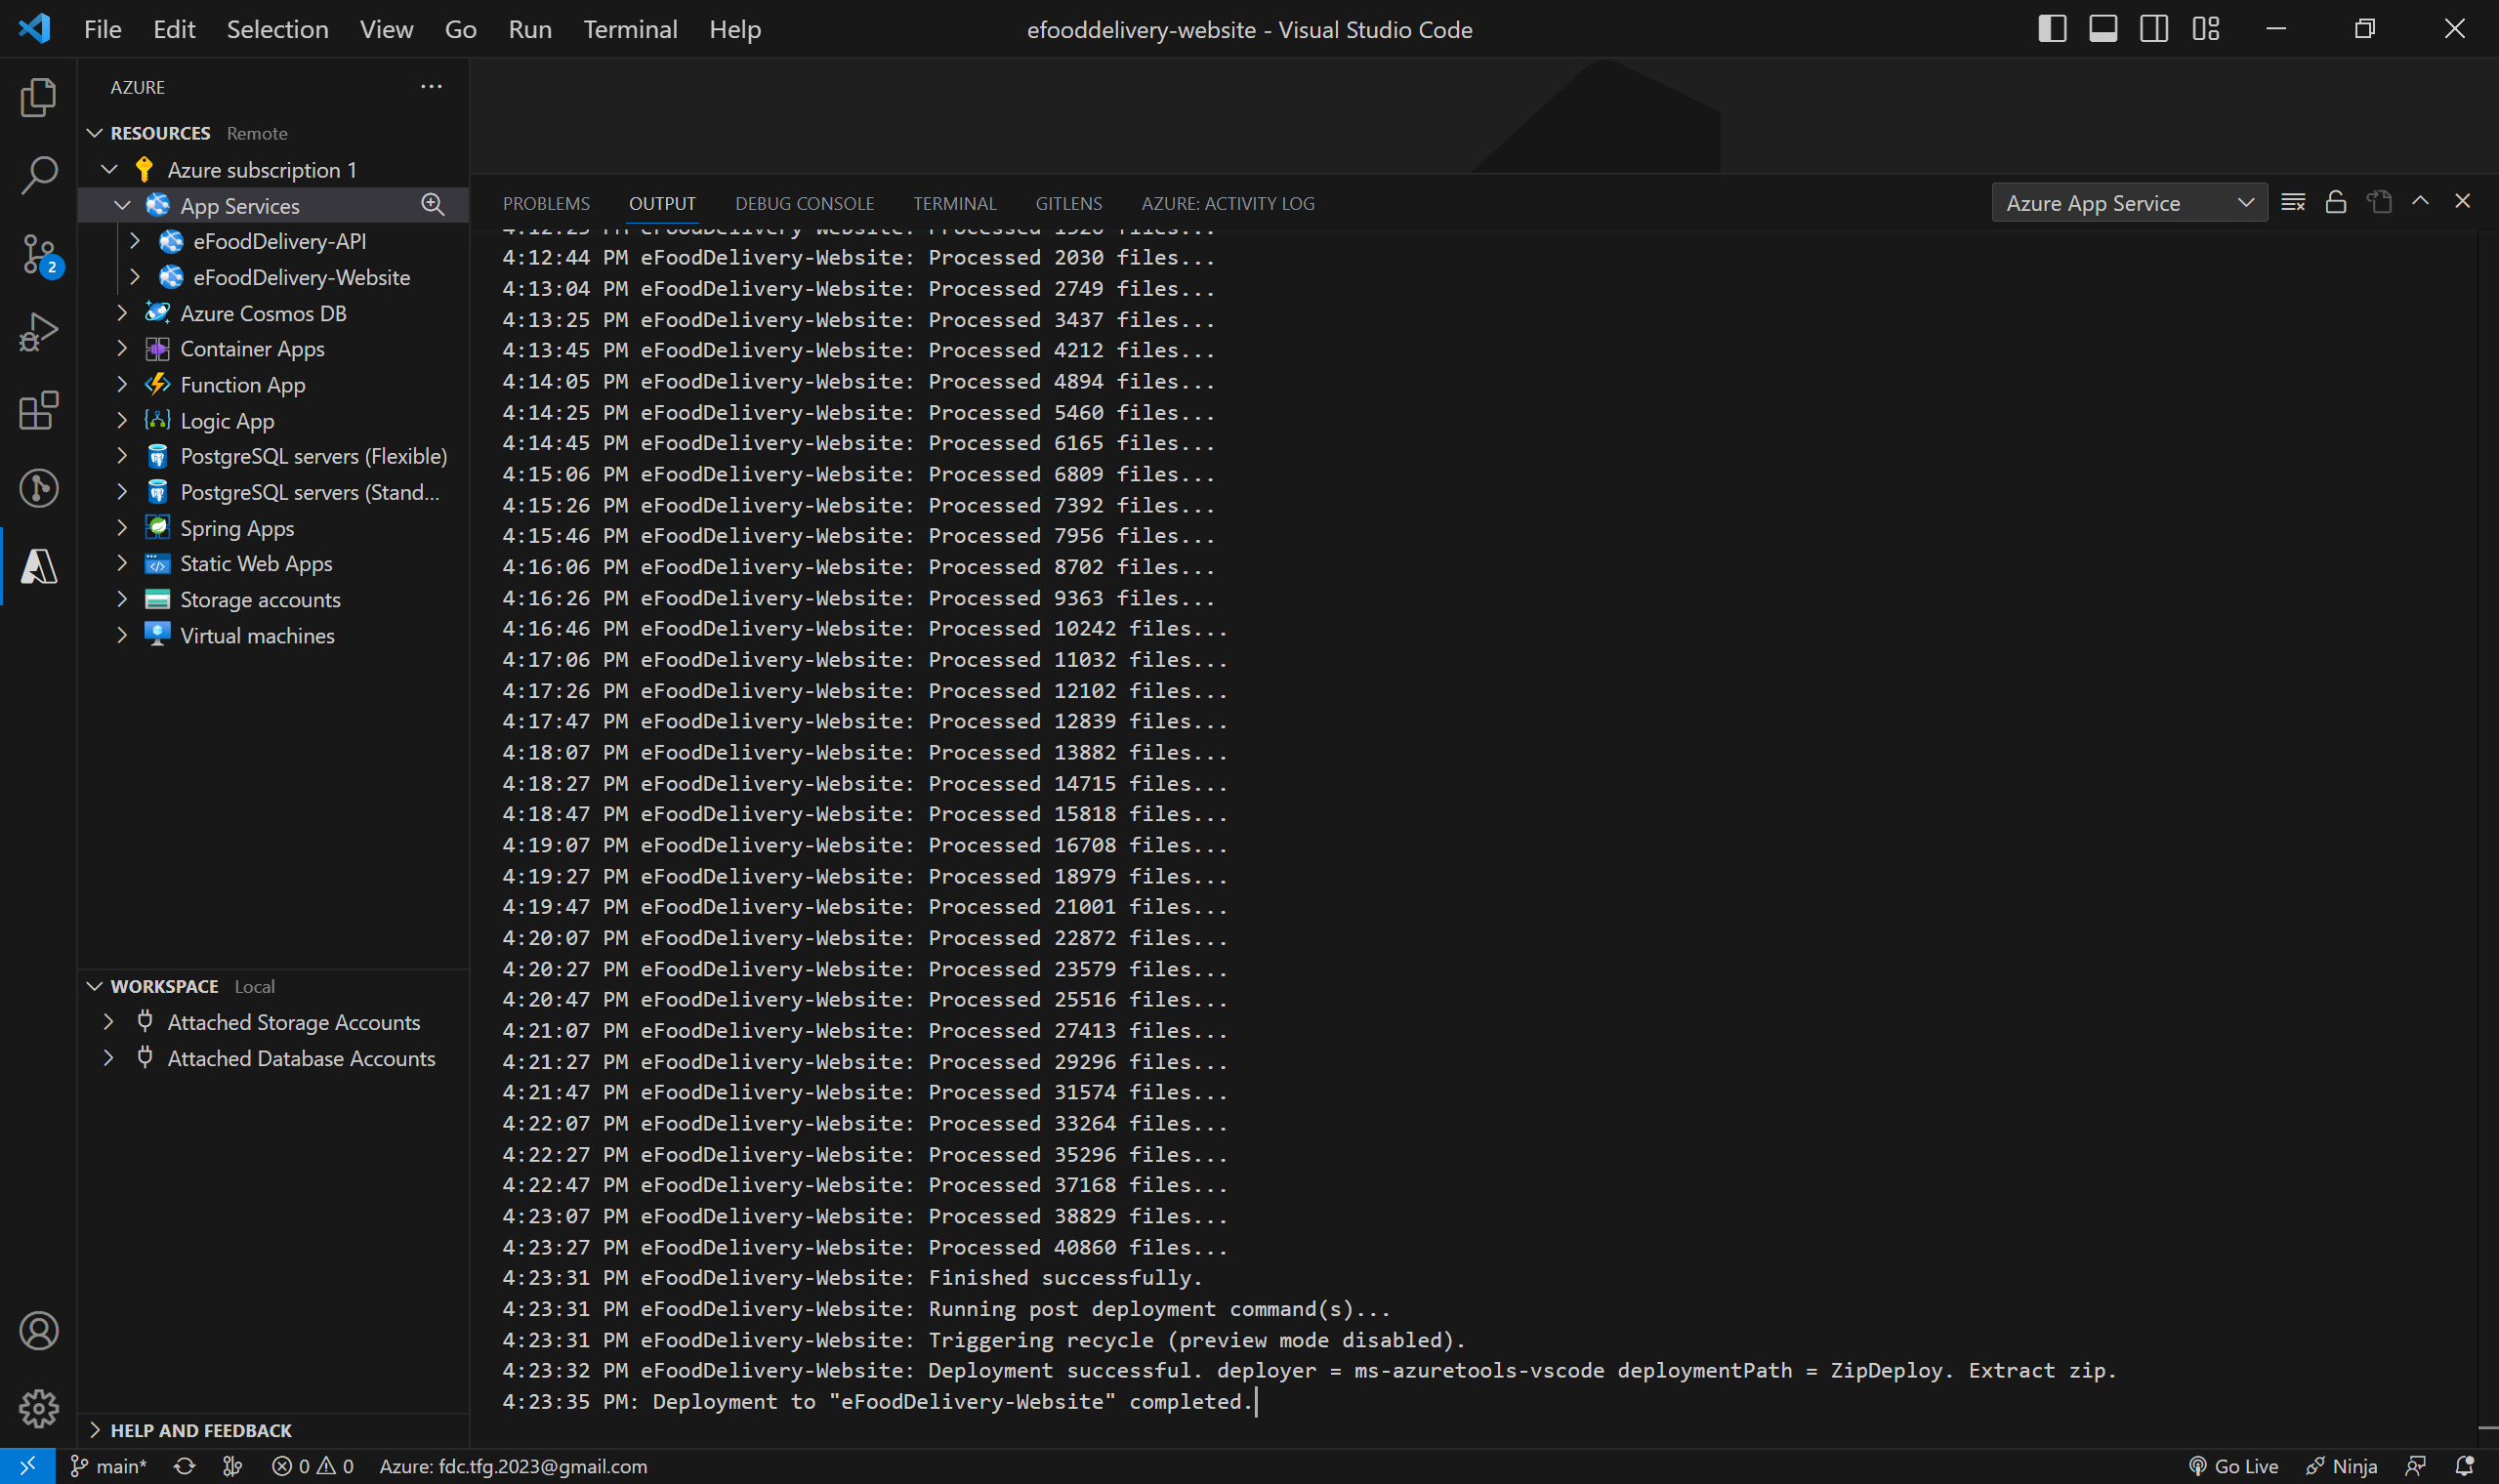 File Edit Selection View Go Run Terminal Help
efooddelivery-website - Visual Studio Code
AZURE
RESOURCES Remote
Azure subscription 1
App Services
eFoodDelivery-API
eFoodDelivery-Website
Azure Cosmos DB
Container Apps
Function App
Logic App
PostgreSQL servers (Flexible)
PostgreSQL servers (Stand...
Spring Apps
Static Web Apps
Storage accounts
Virtual machines
WORKSPACE Local
Attached Storage Accounts
Attached Database Accounts
HELP AND FEEDBACK
2
PROBLEMS OUTPUT DEBUG CONSOLE TERMINAL GITLENS AZURE: ACTIVITY LOG
Azure App Service
4:12:44 PM eFoodDelivery-Website: Processed 2030 files...
4:13:04 PM eFoodDelivery-Website: Processed 2749 files...
4:13:25 PM eFoodDelivery-Website: Processed 3437 files...
4:13:45 PM eFoodDelivery-Website: Processed 4212 files...
4:14:05 PM eFoodDelivery-Website: Processed 4894 files...
4:14:25 PM eFoodDelivery-Website: Processed 5460 files...
4:14:45 PM eFoodDelivery-Website: Processed 6165 files...
4:15:06 PM eFoodDelivery-Website: Processed 6809 files...
4:15:26 PM eFoodDelivery-Website: Processed 7392 files...
4:15:46 PM eFoodDelivery-Website: Processed 7956 files...
4:16:06 PM eFoodDelivery-Website: Processed 8702 files...
4:16:26 PM eFoodDelivery-Website: Processed 9363 files...
4:16:46 PM eFoodDelivery-Website: Processed 10242 files...
4:17:06 PM eFoodDelivery-Website: Processed 11032 files...
4:17:26 PM eFoodDelivery-Website: Processed 12102 files...
4:17:47 PM eFoodDelivery-Website: Processed 12839 files...
4:18:07 PM eFoodDelivery-Website: Processed 13882 files...
4:18:27 PM eFoodDelivery-Website: Processed 14715 files...
4:18:47 PM eFoodDelivery-Website: Processed 15818 files...
4:19:07 PM eFoodDelivery-Website: Processed 16708 files...
4:19:27 PM eFoodDelivery-Website: Processed 18979 files...
4:19:47 PM eFoodDelivery-Website: Processed 21001 files...
4:20:07 PM eFoodDelivery-Website: Processed 22872 files...
4:20:27 PM eFoodDelivery-Website: Processed 23579 files...
4:20:47 PM eFoodDelivery-Website: Processed 25516 files...
4:21:07 PM eFoodDelivery-Website: Processed 27413 files...
4:21:27 PM eFoodDelivery-Website: Processed 29296 files...
4:21:47 PM eFoodDelivery-Website: Processed 31574 files...
4:22:07 PM eFoodDelivery-Website: Processed 33264 files...
4:22:27 PM eFoodDelivery-Website: Processed 35296 files...
4:22:47 PM eFoodDelivery-Website: Processed 37168 files...
4:23:07 PM eFoodDelivery-Website: Processed 38829 files...
4:23:27 PM eFoodDelivery-Website: Processed 40860 files...
4:23:31 PM eFoodDelivery-Website: Finished successfully.
4:23:31 PM eFoodDelivery-Website: Running post deployment command(s)...
4:23:31 PM eFoodDelivery-Website: Triggering recycle (preview mode disabled).
4:23:32 PM eFoodDelivery-Website: Deployment successful. deployer = ms-azuretools-vscode deploymentPath = ZipDeploy. Extract zip.
4:23:35 PM: Deployment to "eFoodDelivery-Website" completed.
main* 0 0 Azure: fdc.tfg.2023@gmail.com Go Live Ninja